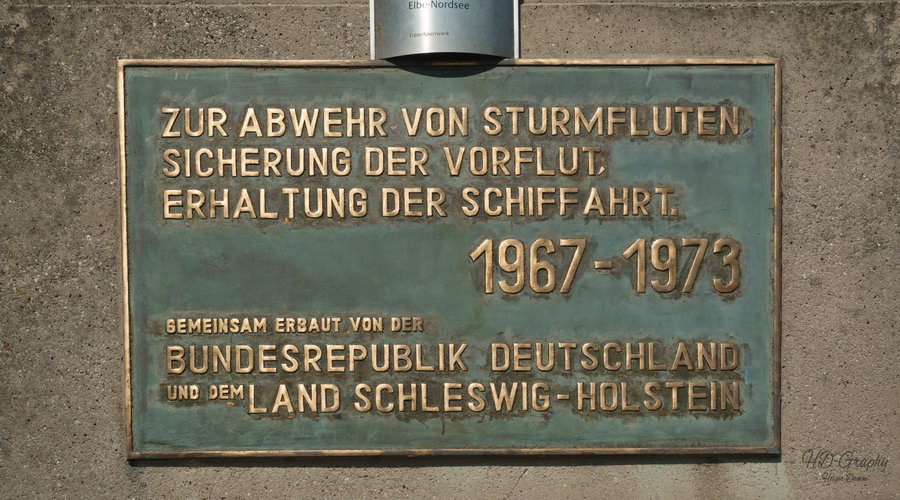 Elbe-Nordsee
ZUR ABWEHR VON STURMFLUTEN
SICHERUNG DER VORFLUT,
ERHALTUNG DER SCHIFFAHRT.
1967-1973
GEMEINSAM ERBAUT VON DER
BUNDESREPUBLIK DEUTSCHLAND
UND DEM LAND SCHLESWIG-HOLSTEIN
HD-Graphy